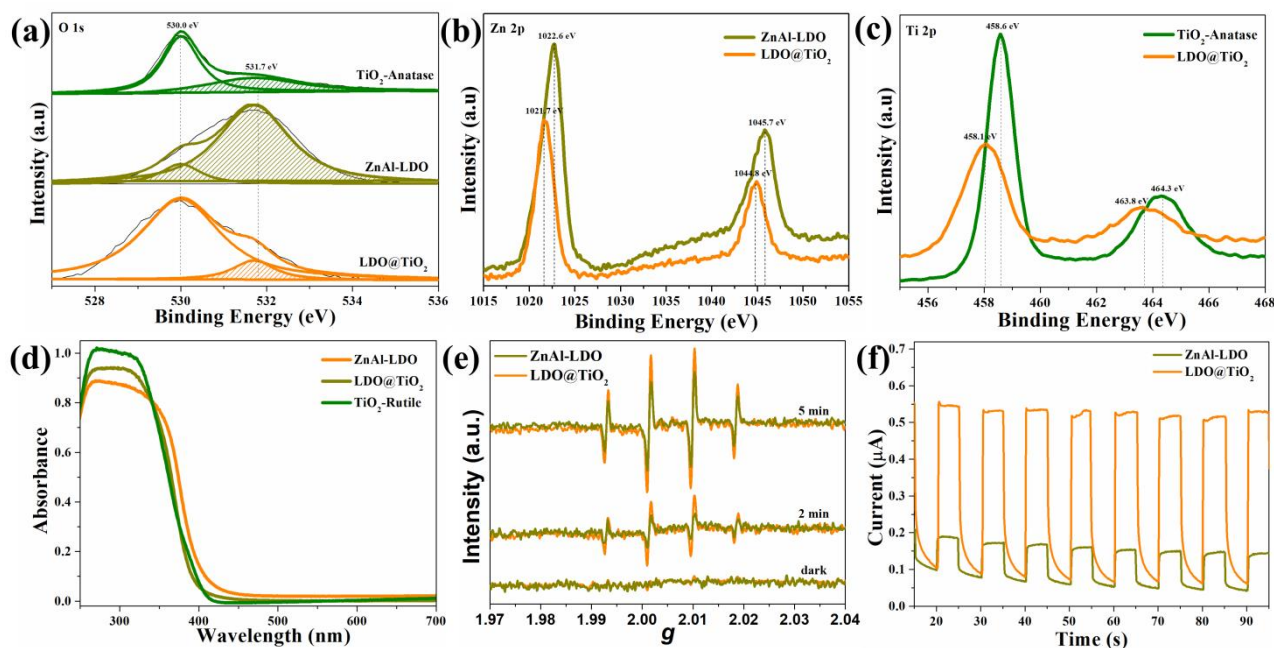 (a)
O 1s
530.0 eV
531.7 eV
TiO₂-Anatase
ZnAl-LDO
LDO@TiO₂
Intensity (a.u)
528 530 532 534 536
Binding Energy (eV)
(b)
Zn 2p
1022.6 eV
ZnAl-LDO
LDO@TiO₂
1021.7 eV
1045.7 eV
1044.8 eV
Intensity (a.u)
1015 1020 1025 1030 1035 1040 1045 1050 1055
Binding Energy (eV)
(c)
Ti 2p
458.6 eV
TiO₂-Anatase
LDO@TiO₂
458.1 eV
463.8 eV
464.3 eV
Intensity (a.u)
456 458 460 462 464 466 468
Binding Energy (eV)
(d)
ZnAl-LDO
LDO@TiO₂
TiO₂-Rutile
1.0
0.8
0.6
0.4
0.2
0.0
Absorbance
300 400 500 600 700
Wavelength (nm)
(e)
ZnAl-LDO
LDO@TiO₂
5 min
2 min
dark
Intensity (a.u.)
1.97 1.98 1.99 2.00 2.01 2.02 2.03 2.04
g
(f)
ZnAl-LDO
LDO@TiO₂
0.7
0.6
0.5
0.4
0.3
0.2
0.1
0.0
Current (μA)
20 30 40 50 60 70 80 90
Time (s)